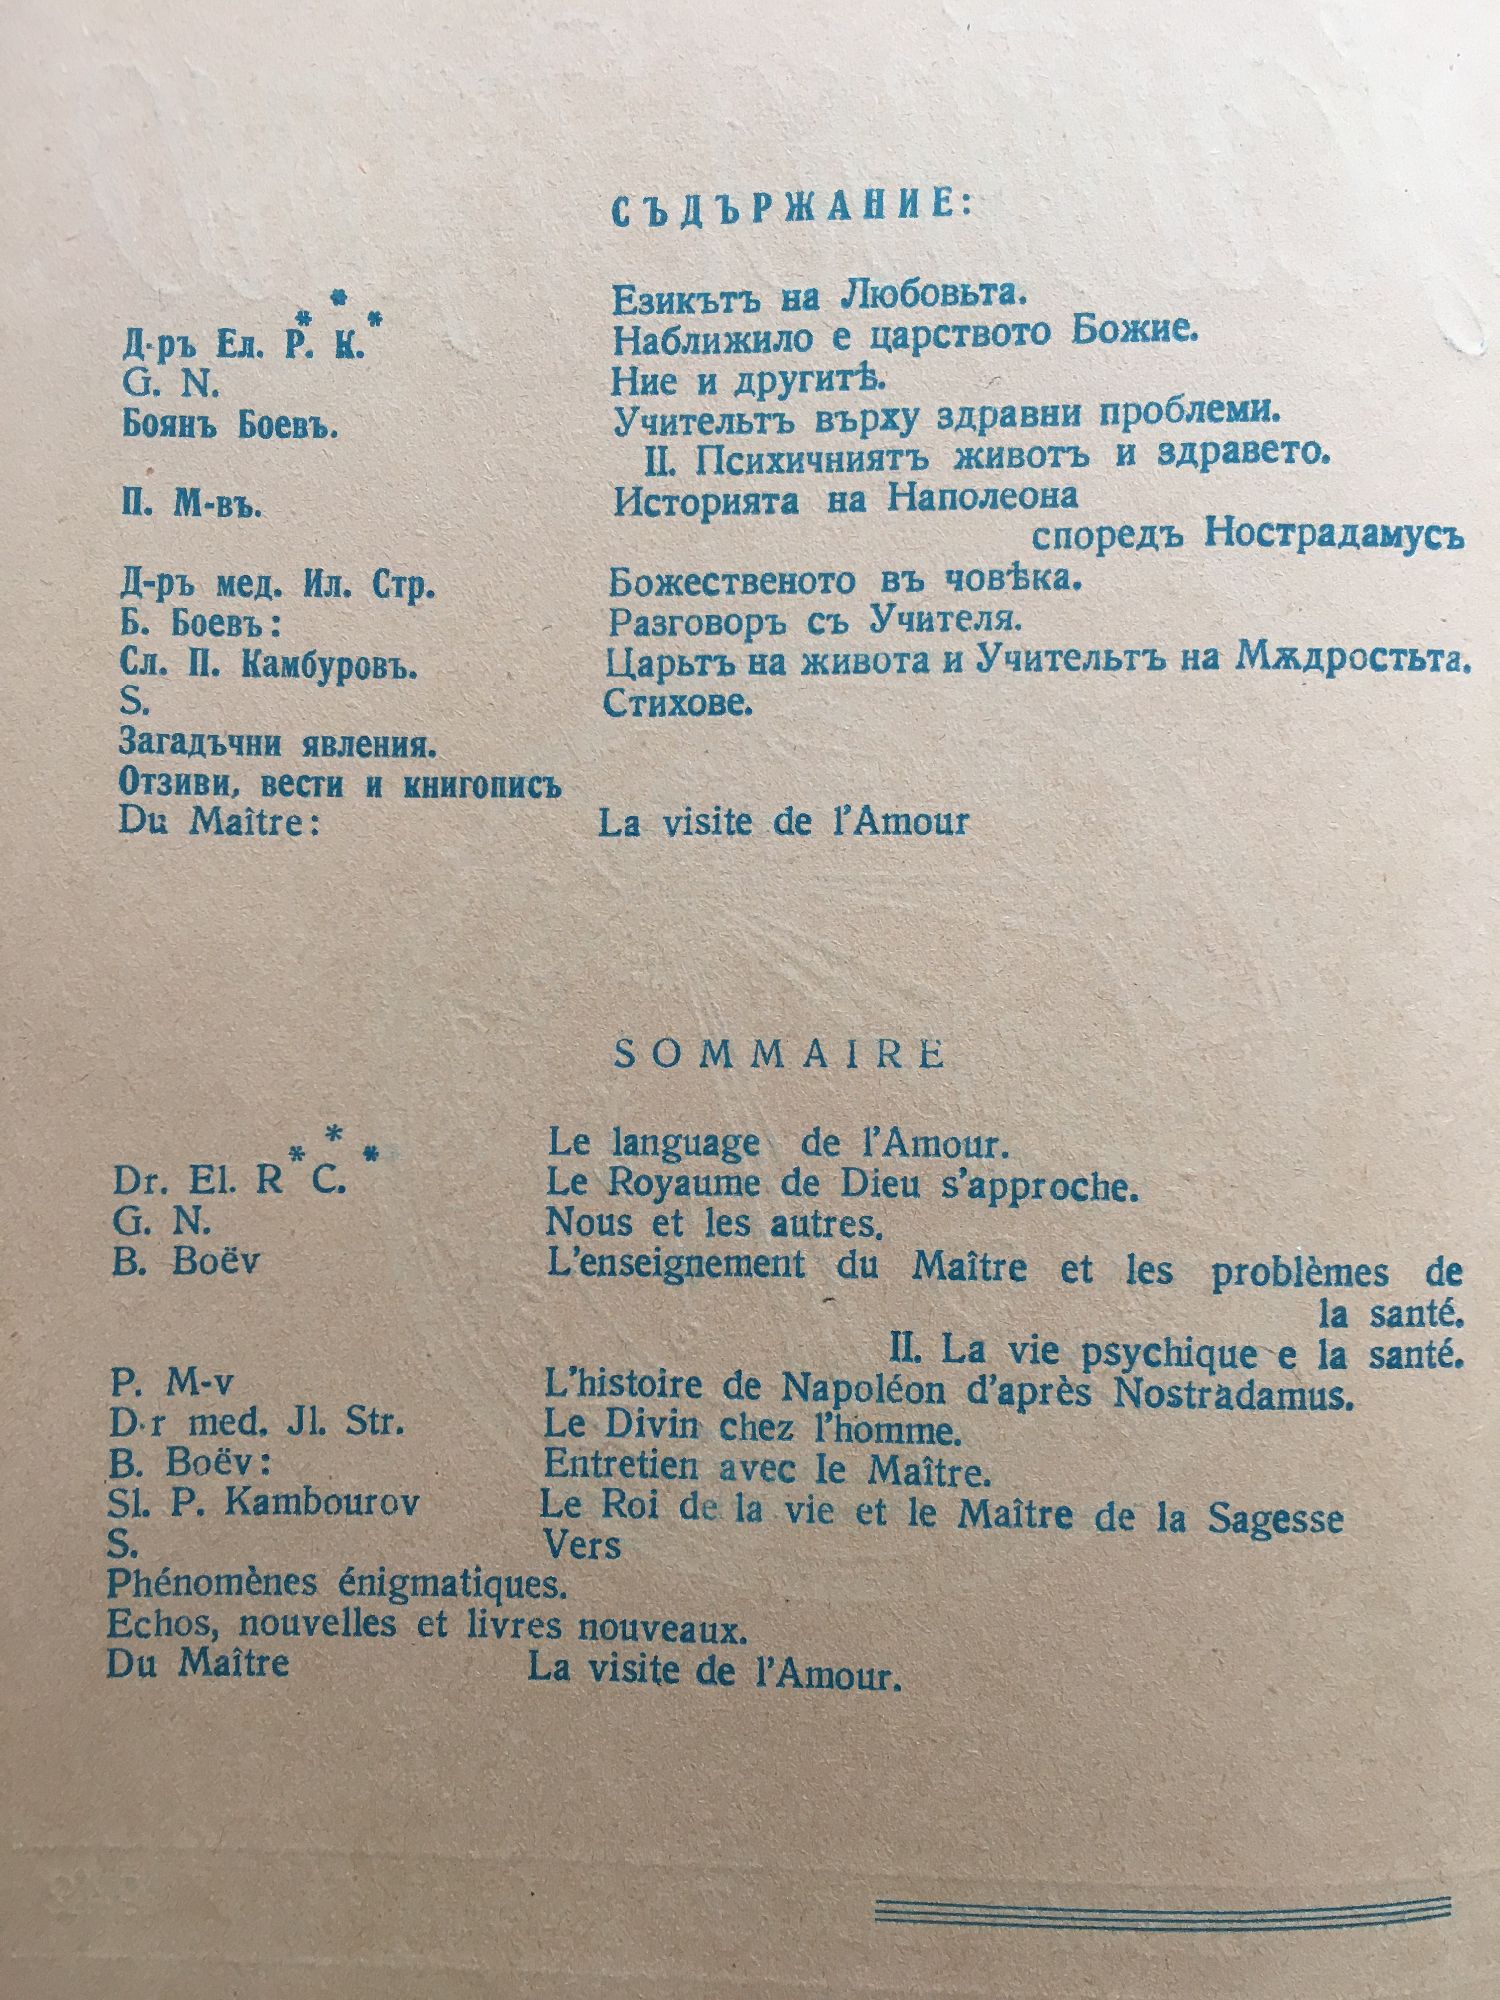 СЪДЪРЖАНИЕ:
* * * Езикътъ на Любовьта.
Д-ръ Ел. Р. К. Наближило е царството Божие.
G. N. Ние и другитѣ.
Боянъ Боевъ. Учительтъ върху здравни проблеми.
II. Психичниятъ животъ и здравето.
П. М-въ. Историята на Наполеона
споредъ Нострадамусъ
Д-ръ мед. Ил. Стр. Божественото въ човѣка.
Б. Боевъ: Разговоръ съ Учителя.
Сл. П. Камбуровъ. Царьтъ на живота и Учительтъ на Мѫдростьта.
S. Стихове.
Загадъчни явления.
Отзиви, вести и книгописъ
Du Maître: La visite de l'Amour
SOMMAIRE
* * * Le language de l'Amour.
Dr. El. R C. Le Royaume de Dieu s'approche.
G. N. Nous et les autres.
B. Boëv L'enseignement du Maître et les problèmes de
la santé.
II. La vie psychique e la santé.
P. M-v L'histoire de Napoléon d'après Nostradamus.
D-r med. Jl. Str. Le Divin chez l'homme.
B. Boëv: Entretien avec le Maître.
Sl. P. Kambourov Le Roi de la vie et le Maître de la Sagesse
S. Vers
Phénomènes énigmatiques.
Echos, nouvelles et livres nouveaux.
Du Maître La visite de l'Amour.